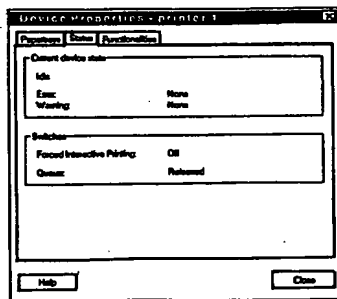 Device Properties - printer 1
Papertrays Status Functionalities
Current device state
Idle
Error: None
Warning: None
Switches
Forced Interactive Printing: Off
Queue: Released
Help Close